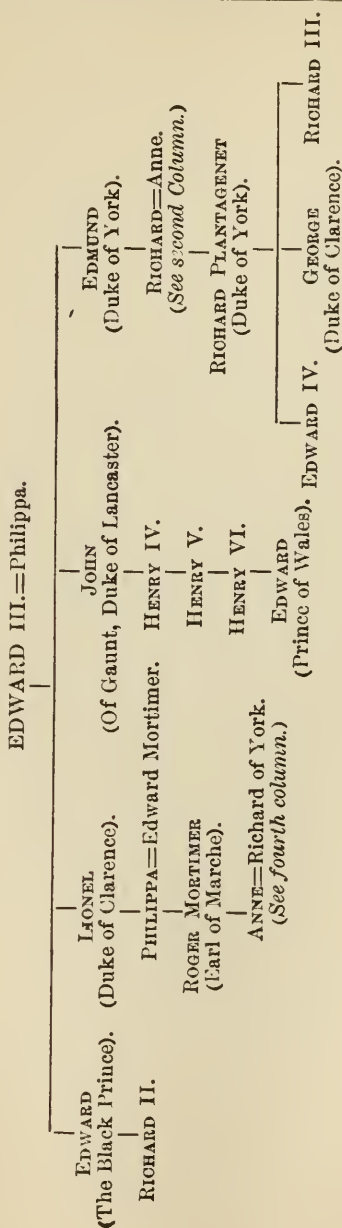 EDWARD III.=Philippa.
EDWARD
(The Black Prince).
RICHARD II.
LIONEL
(Duke of Clarence).
PHILIPPA=Edward Mortimer.
ROGER MORTIMER
(Earl of Marche).
ANNE=Richard of York.
(See fourth column.)
JOHN
(Of Gaunt, Duke of Lancaster).
HENRY IV.
HENRY V.
HENRY VI.
EDWARD
(Prince of Wales).
EDMUND
(Duke of York).
RICHARD=Anne.
(See second Column.)
RICHARD PLANTAGENET
(Duke of York).
EDWARD IV.
GEORGE
(Duke of Clarence).
RICHARD III.